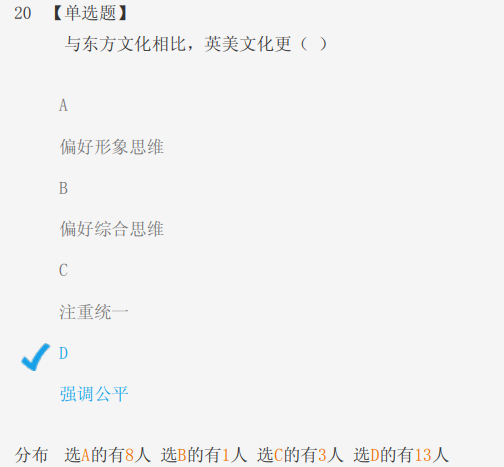 20 【单选题】
与东方文化相比，英美文化更（ ）
A
偏好形象思维
B
偏好综合思维
C
注重统一
D
强调公平
分布 选A的有8人 选B的有1人 选C的有3人 选D的有13人